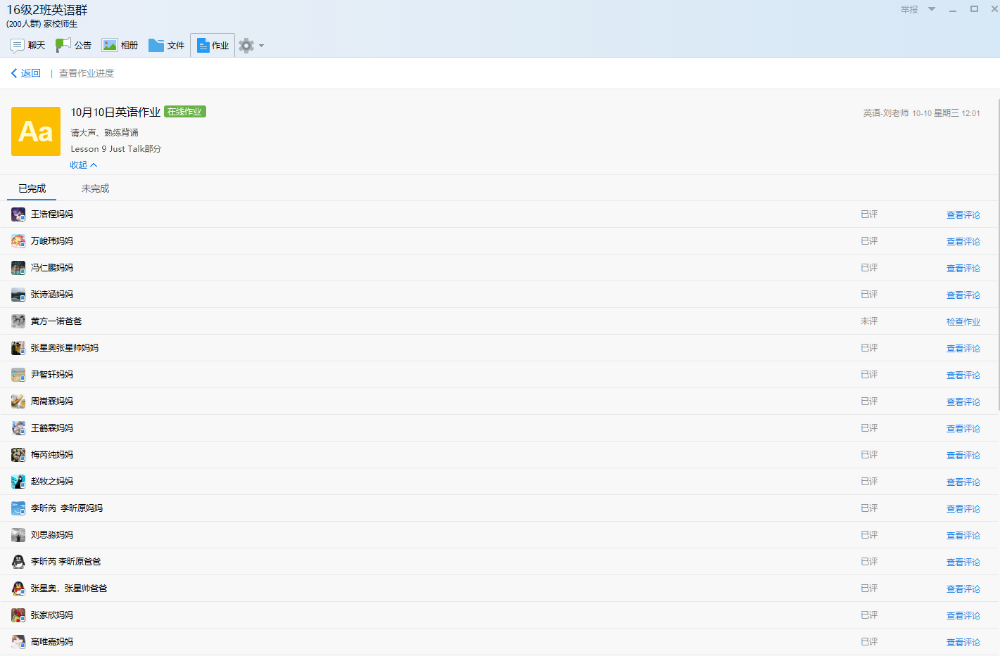 16级2班英语群
举报
(200人群) 家校师生
聊天 公告 相册 文件 作业
返回 | 查看作业进度
Aa
10月10日英语作业 在线作业
英语-刘老师 10-10 星期三 12:01
请大声、熟练背诵
Lesson 9 Just Talk部分
收起
已完成 未完成
王浩程妈妈 已评 查看评论
万峻玮妈妈 已评 查看评论
冯仁鹏妈妈 已评 查看评论
张诗涵妈妈 已评 查看评论
黄方一诺爸爸 未评 检查作业
张星奥张星帅妈妈 已评 查看评论
尹智轩妈妈 已评 查看评论
周嵩霖妈妈 已评 查看评论
王鹤霖妈妈 已评 查看评论
梅芮纯妈妈 已评 查看评论
赵牧之妈妈 已评 查看评论
李昕芮 李昕原妈妈 已评 查看评论
刘思淼妈妈 已评 查看评论
李昕芮 李昕原爸爸 已评 查看评论
张星奥，张星帅爸爸 已评 查看评论
张家欣妈妈 已评 查看评论
高唯嘉妈妈 已评 查看评论